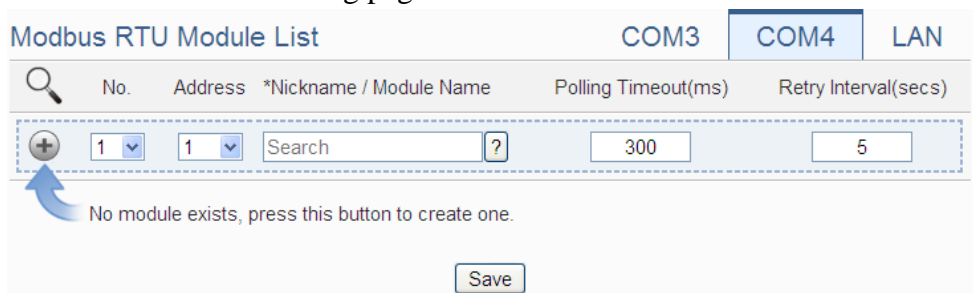 Modbus RTU Module List COM3 COM4 LAN
No. Address *Nickname / Module Name Polling Timeout(ms) Retry Interval(secs)
1 1 Search ? 300 5
No module exists, press this button to create one.
Save